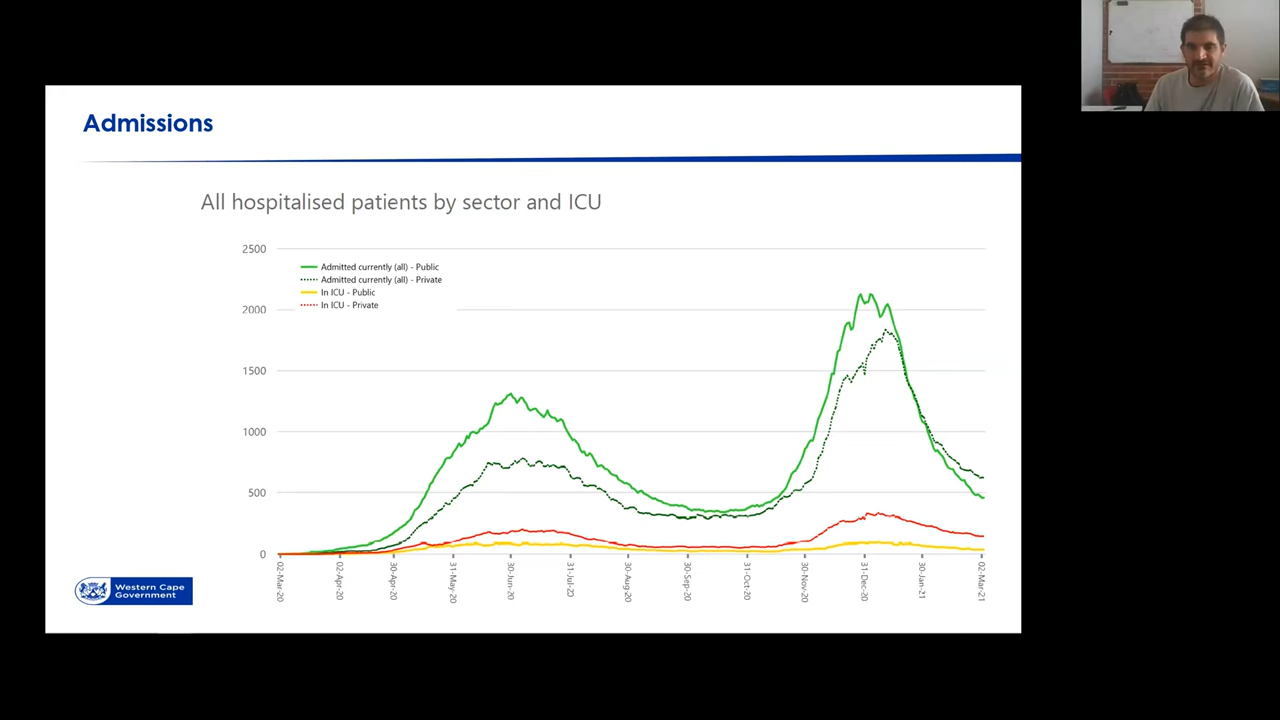 Admissions
All hospitalised patients by sector and ICU
2500
2000
1500
1000
500
0
Admitted currently (all) - Public
Admitted currently (all) - Private
In ICU - Public
In ICU - Private
02-Mar-20
02-Apr-20
30-Apr-20
31-May-20
30-Jun-20
31-Jul-20
30-Aug-20
30-Sep-20
31-Oct-20
30-Nov-20
31-Dec-20
30-Jan-21
02-Mar-21
Western Cape
Government